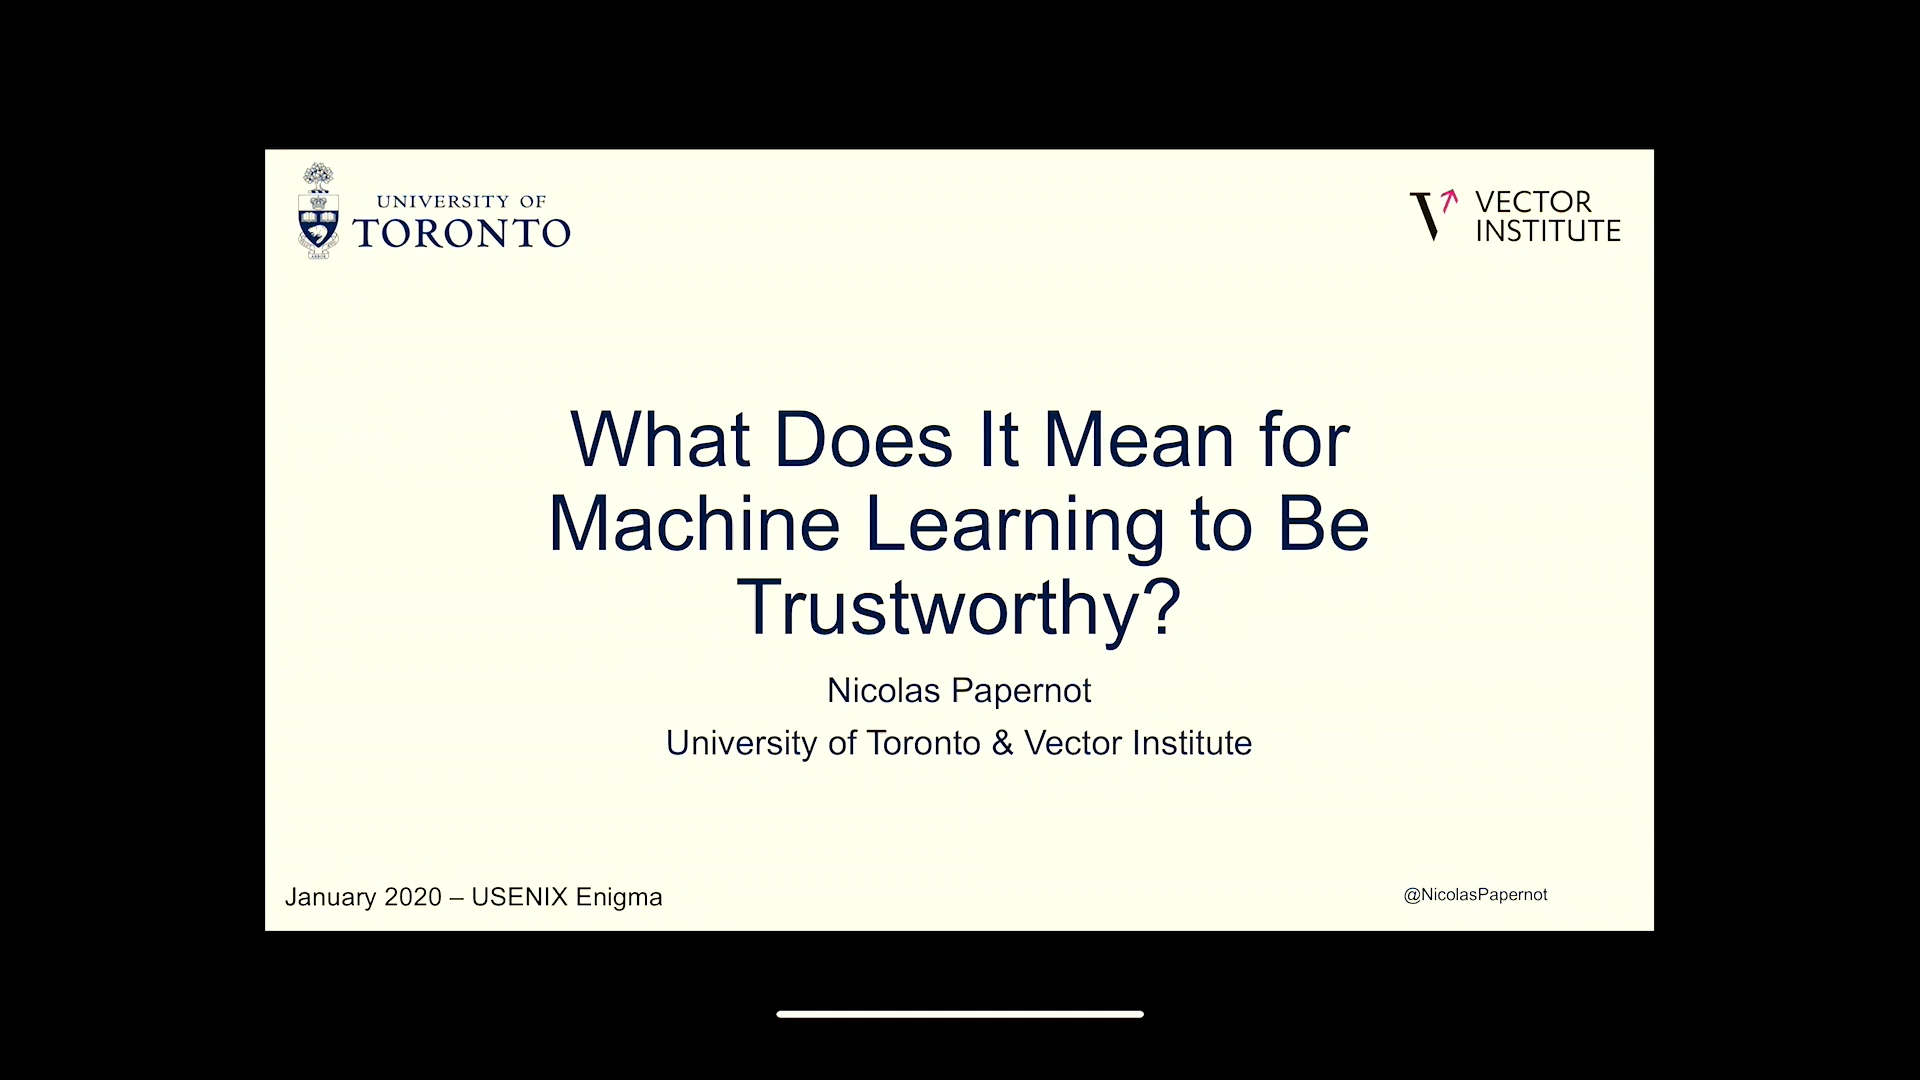 UNIVERSITY OF
TORONTO
VECTOR
INSTITUTE
What Does It Mean for
Machine Learning to Be
Trustworthy?
Nicolas Papernot
University of Toronto & Vector Institute
January 2020 – USENIX Enigma
@NicolasPapernot